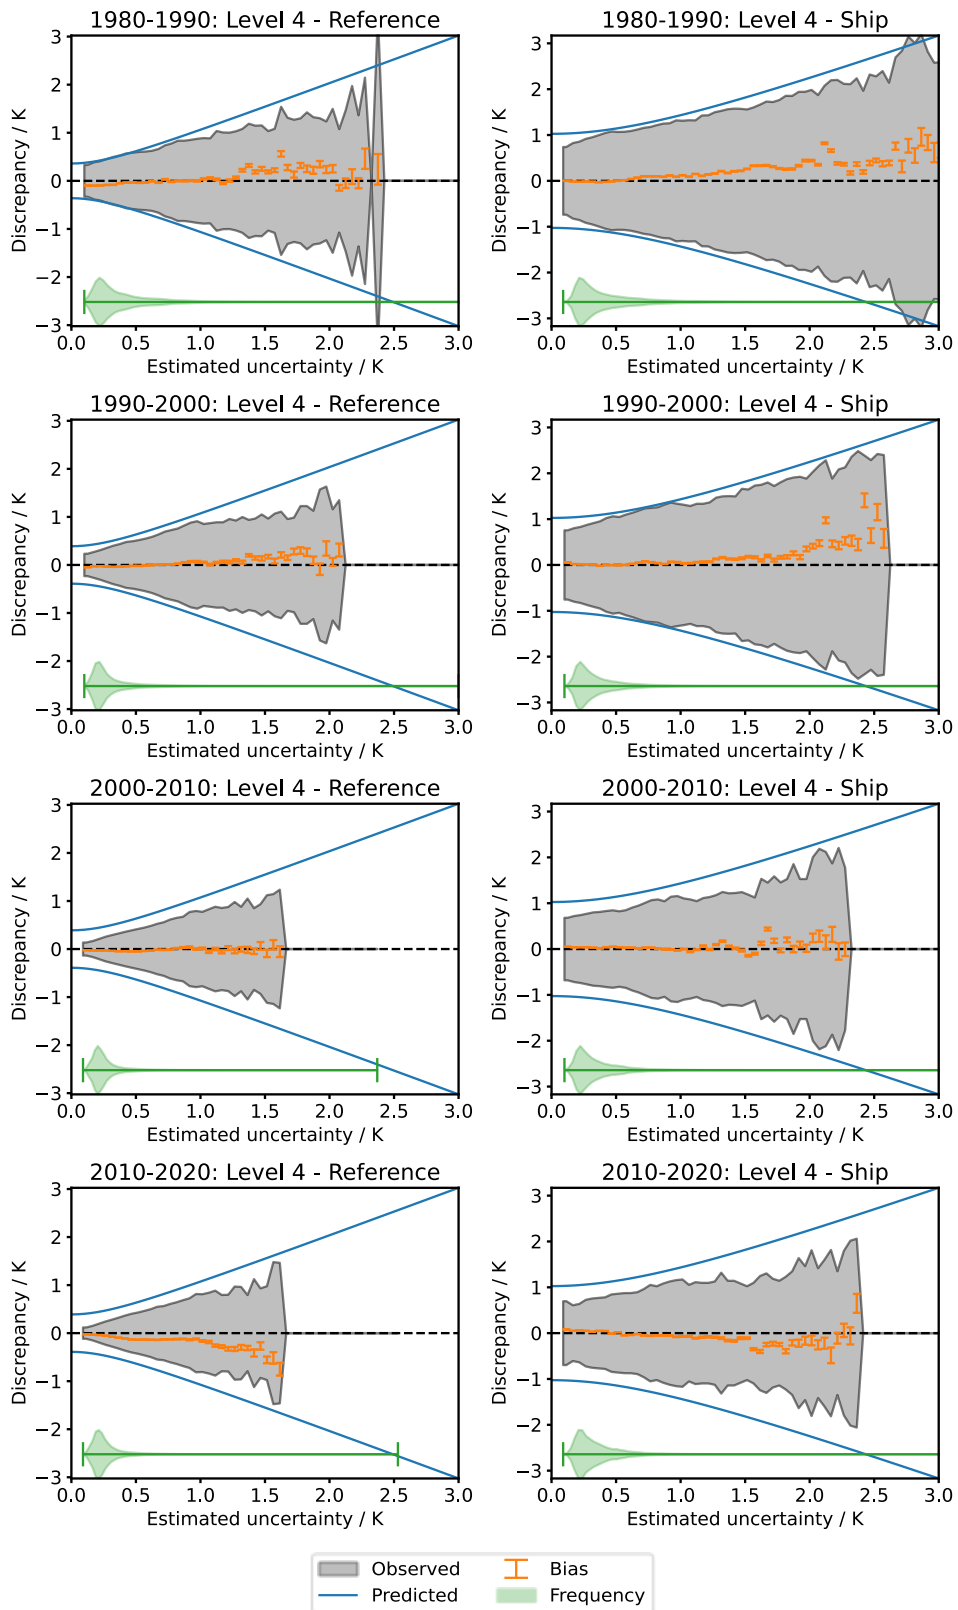 1980-1990: Level 4 - Reference
1980-1990: Level 4 - Ship
3
2
1
0
−1
−2
−3
Discrepancy / K
0.0 0.5 1.0 1.5 2.0 2.5 3.0
Estimated uncertainty / K
3
2
1
0
−1
−2
−3
Discrepancy / K
0.0 0.5 1.0 1.5 2.0 2.5 3.0
Estimated uncertainty / K
1990-2000: Level 4 - Reference
1990-2000: Level 4 - Ship
3
2
1
0
−1
−2
−3
Discrepancy / K
0.0 0.5 1.0 1.5 2.0 2.5 3.0
Estimated uncertainty / K
3
2
1
0
−1
−2
−3
Discrepancy / K
0.0 0.5 1.0 1.5 2.0 2.5 3.0
Estimated uncertainty / K
2000-2010: Level 4 - Reference
2000-2010: Level 4 - Ship
3
2
1
0
−1
−2
−3
Discrepancy / K
0.0 0.5 1.0 1.5 2.0 2.5 3.0
Estimated uncertainty / K
3
2
1
0
−1
−2
−3
Discrepancy / K
0.0 0.5 1.0 1.5 2.0 2.5 3.0
Estimated uncertainty / K
2010-2020: Level 4 - Reference
2010-2020: Level 4 - Ship
3
2
1
0
−1
−2
−3
Discrepancy / K
0.0 0.5 1.0 1.5 2.0 2.5 3.0
Estimated uncertainty / K
3
2
1
0
−1
−2
−3
Discrepancy / K
0.0 0.5 1.0 1.5 2.0 2.5 3.0
Estimated uncertainty / K
Observed
Predicted
Bias
Frequency